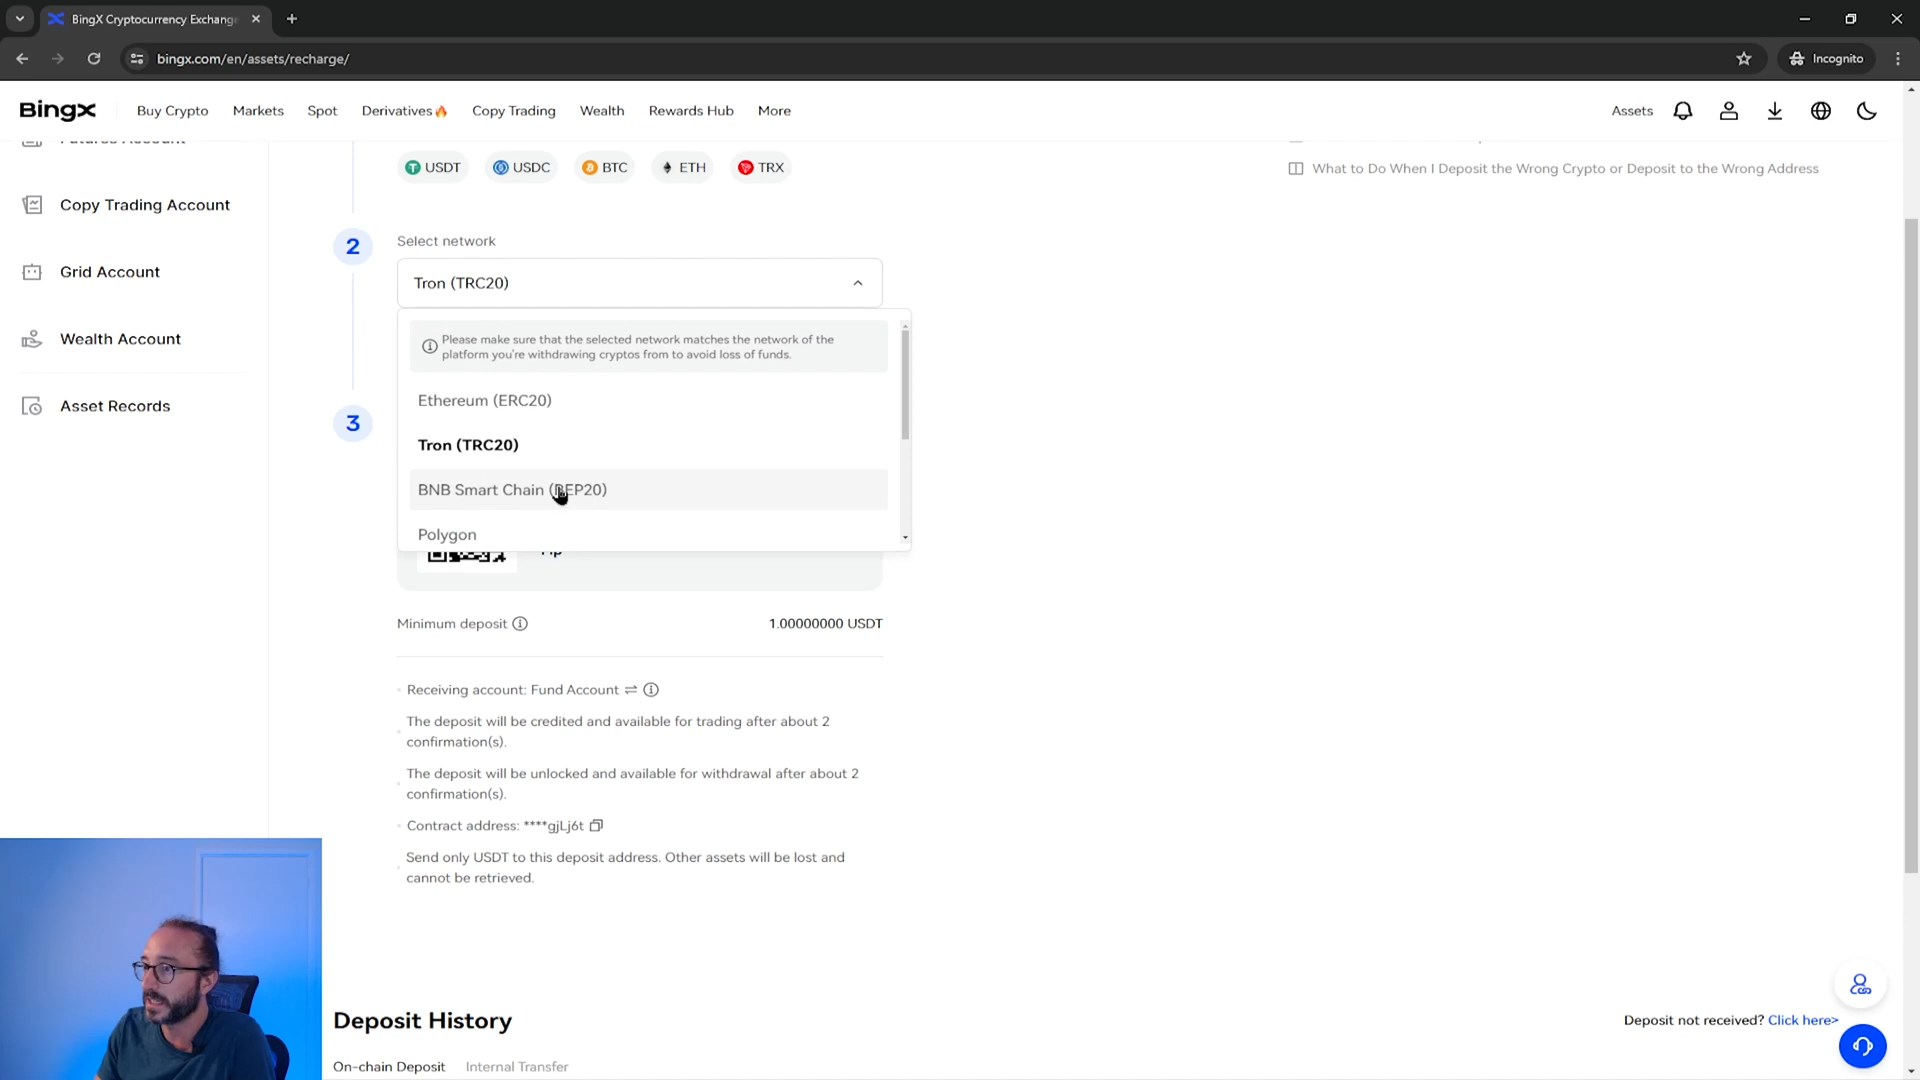 BingX Cryptocurrency Exchang
bingx.com/en/assets/recharge/
Incognito
BingX
Buy Crypto
Markets
Spot
Derivatives
Copy Trading
Wealth
Rewards Hub
More
Assets
Futures Account
Copy Trading Account
Grid Account
Wealth Account
Asset Records
USDT
USDC
BTC
ETH
TRX
What to Do When I Deposit the Wrong Crypto or Deposit to the Wrong Address
2
Select network
Tron (TRC20)
Please make sure that the selected network matches the network of the
platform you're withdrawing cryptos from to avoid loss of funds.
Ethereum (ERC20)
Tron (TRC20)
BNB Smart Chain (BEP20)
Polygon
3
Minimum deposit
1.00000000 USDT
Receiving account: Fund Account
The deposit will be credited and available for trading after about 2
confirmation(s).
The deposit will be unlocked and available for withdrawal after about 2
confirmation(s).
Contract address: ****gjLj6t
Send only USDT to this deposit address. Other assets will be lost and
cannot be retrieved.
Deposit History
Deposit not received? Click here>
On-chain Deposit
Internal Transfer